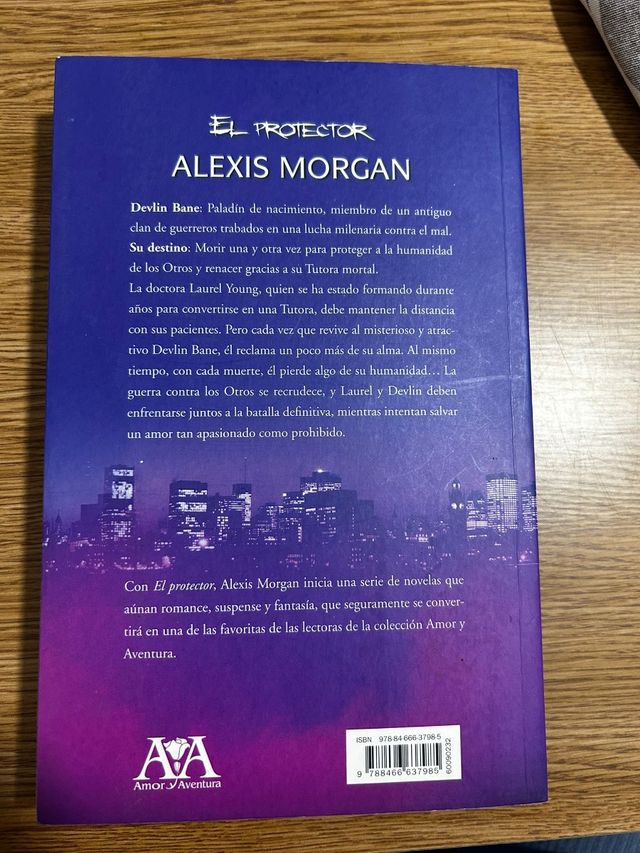 EL PROTECTOR
ALEXIS MORGAN
Devlin Bane: Paladín de nacimiento, miembro de un antiguo
clan de guerreros trabados en una lucha milenaria contra el mal.
Su destino: Morir una y otra vez para proteger a la humanidad
de los Otros y renacer gracias a su Tutora mortal.
La doctora Laurel Young, quien se ha estado formando durante
años para convertirse en una Tutora, debe mantener la distancia
con sus pacientes. Pero cada vez que revive al misterioso y atrac-
tivo Devlin Bane, él reclama un poco más de su alma. Al mismo
tiempo, con cada muerte, él pierde algo de su humanidad... La
guerra contra los Otros se recrudece, y Laurel y Devlin deben
enfrentarse juntos a la batalla definitiva, mientras intentan salvar
un amor tan apasionado como prohibido.
Con El protector, Alexis Morgan inicia una serie de novelas que
aúnan romance, suspense y fantasía, que seguramente se conver-
tirá en una de las favoritas de las lectoras de la colección Amor y
Aventura.
AA
Amor y Aventura
ISBN 978-84-666-3798-5
9 788466 637985
60090232